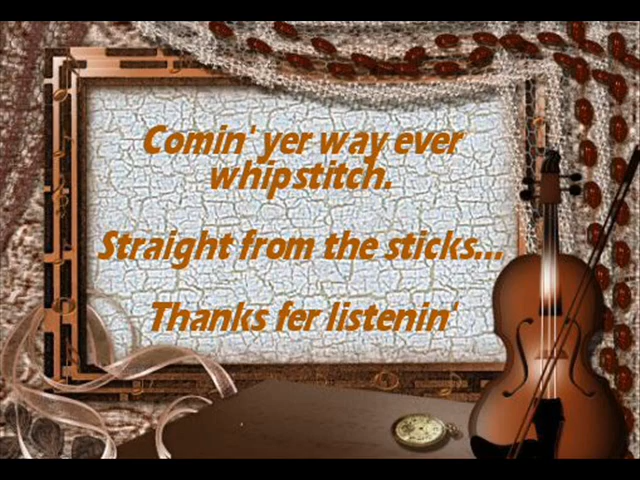 Comin' yer way ever
whipstitch.
Straight from the sticks...
Thanks fer listenin'